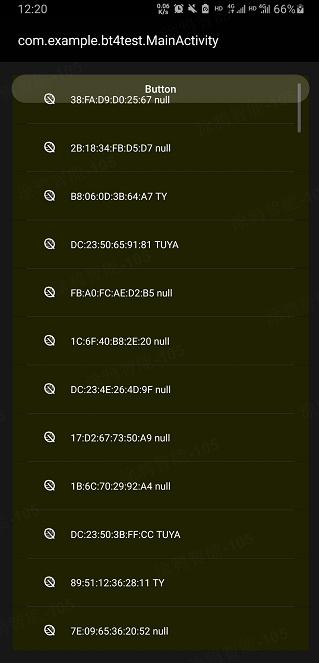 12:20
0.06 K/s HD 4G HD 4G 66%
com.example.bt4test.MainActivity
Button
38:FA:D9:D0:25:67 null
2B:18:34:FB:D5:D7 null
B8:06:0D:3B:64:A7 TY
DC:23:50:65:91:81 TUYA
FB:A0:FC:AE:D2:B5 null
1C:6F:40:B8:2E:20 null
DC:23:4E:26:4D:9F null
17:D2:67:73:50:A9 null
1B:6C:70:29:92:A4 null
DC:23:50:3B:FF:CC TUYA
89:51:12:36:28:11 TY
7E:09:65:36:20:52 null